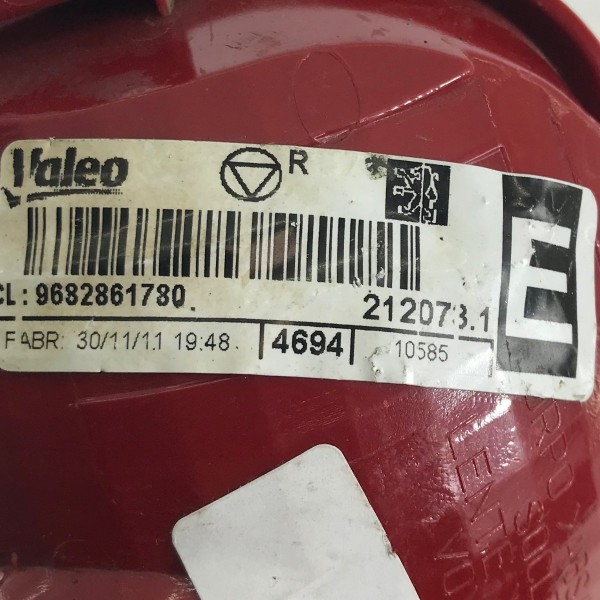 Valeo
R
CL: 9682861780
212073.1
E
FABR: 30/11/11 19:48
4694
10585